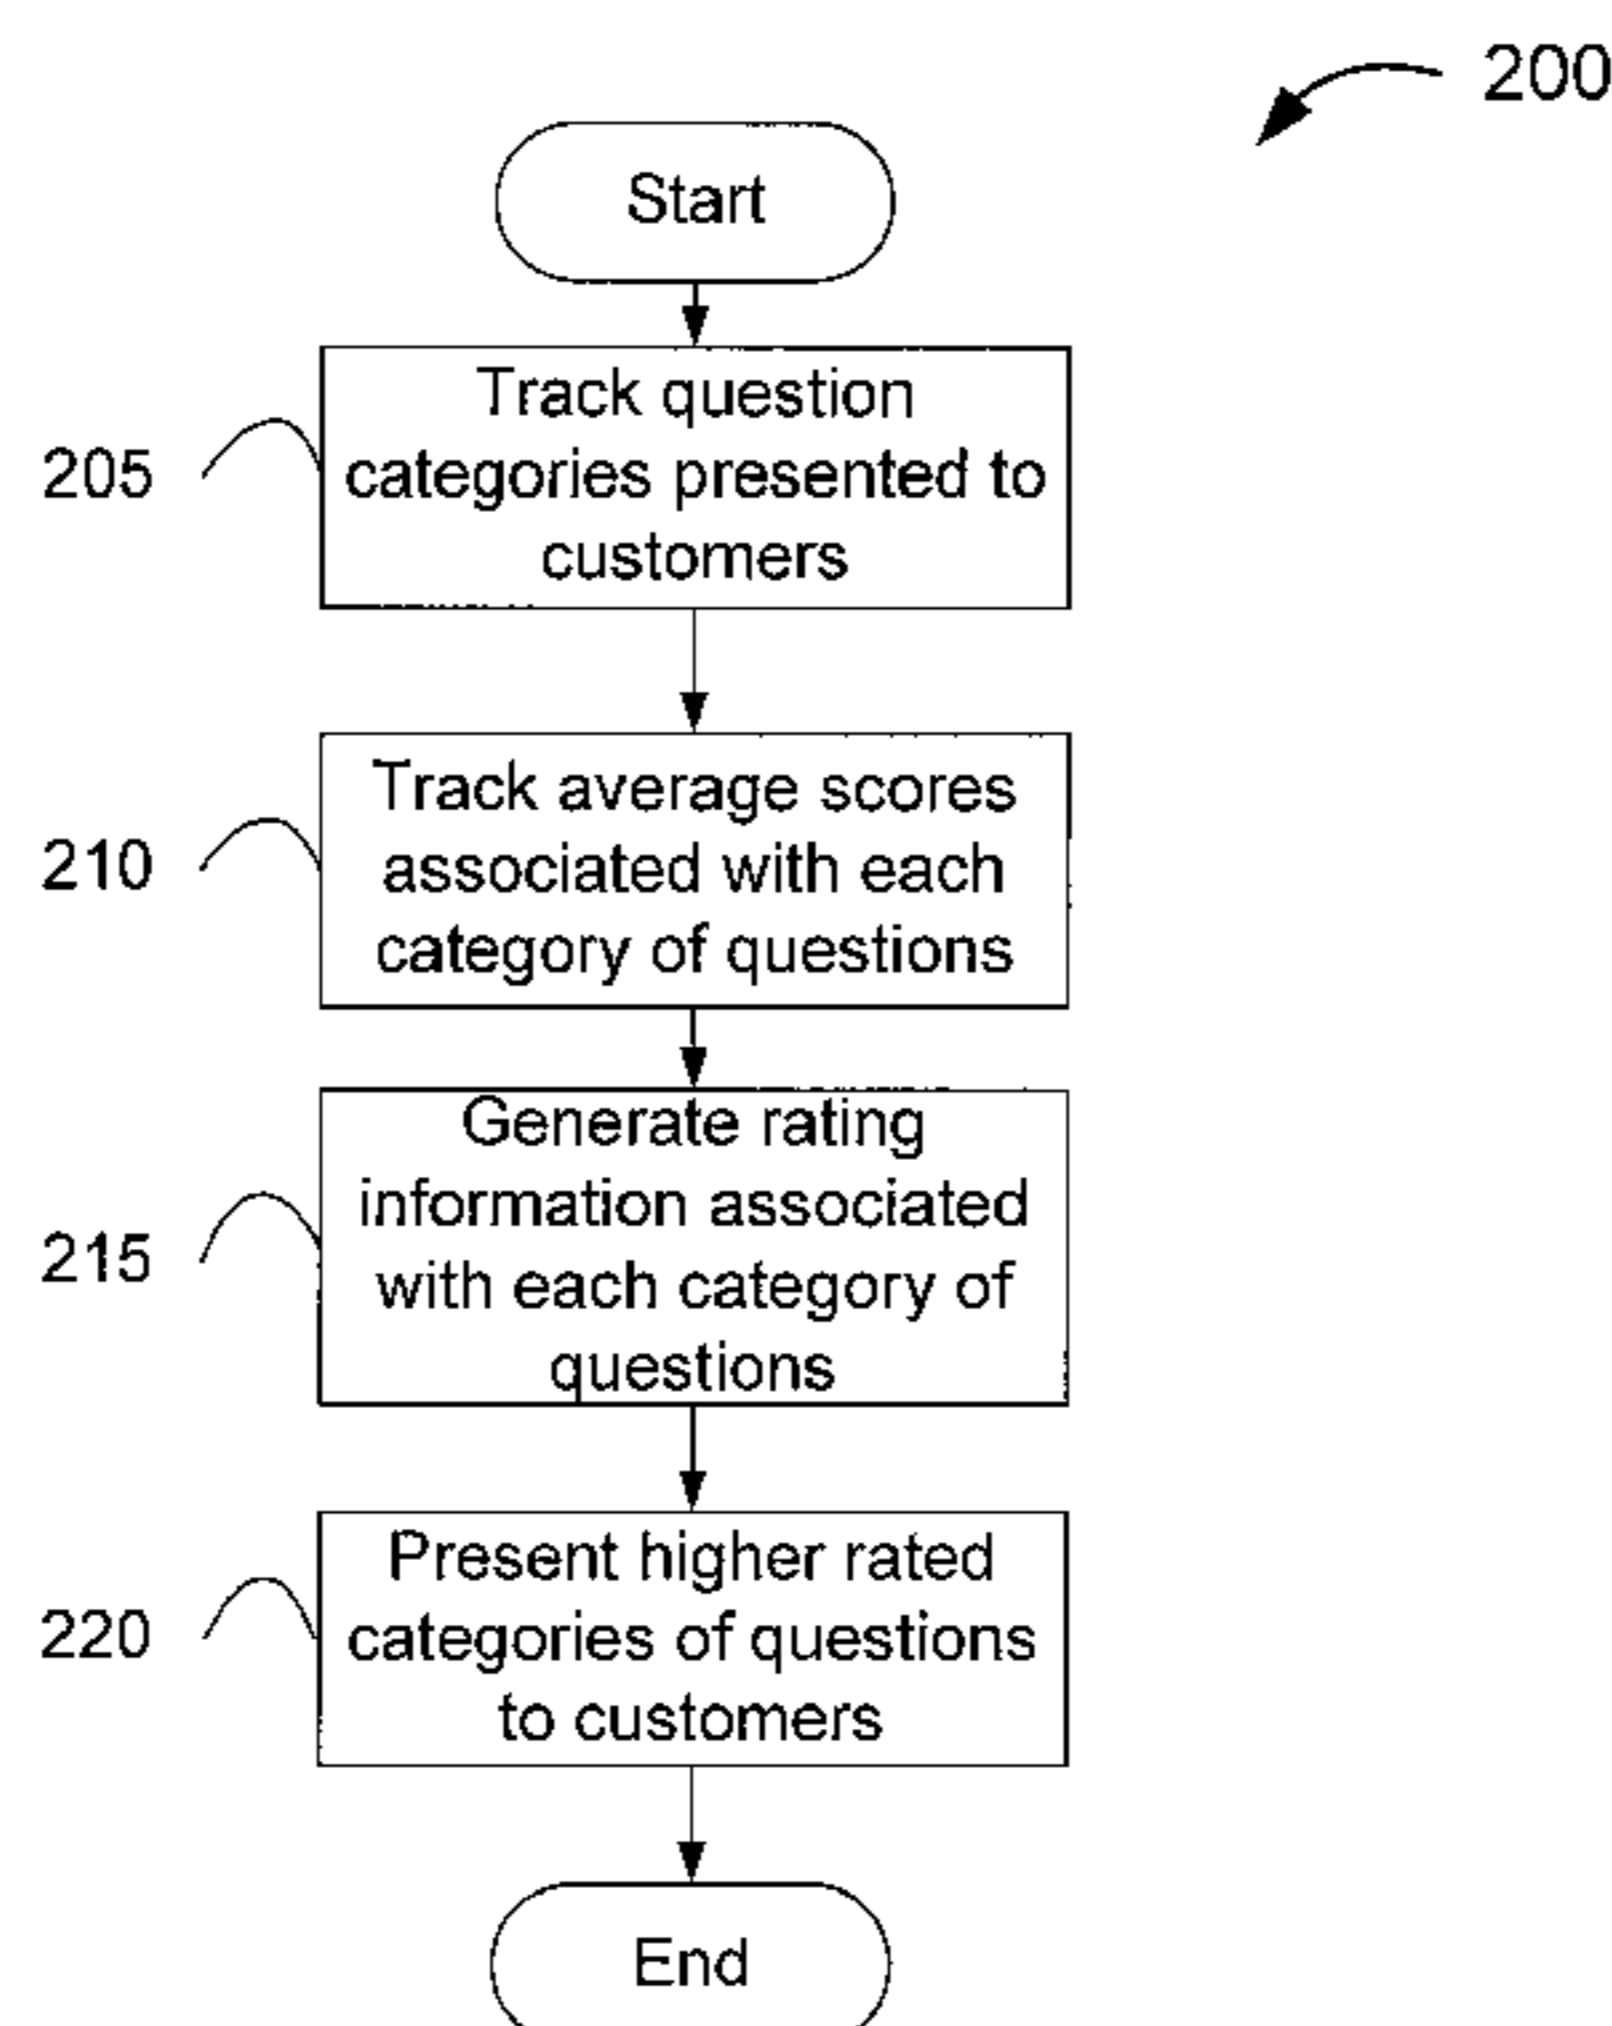 200
Start
Track question
categories presented to
customers
205
Track average scores
associated with each
category of questions
210
Generate rating
information associated
with each category of
questions
215
Present higher rated
categories of questions
to customers
220
End